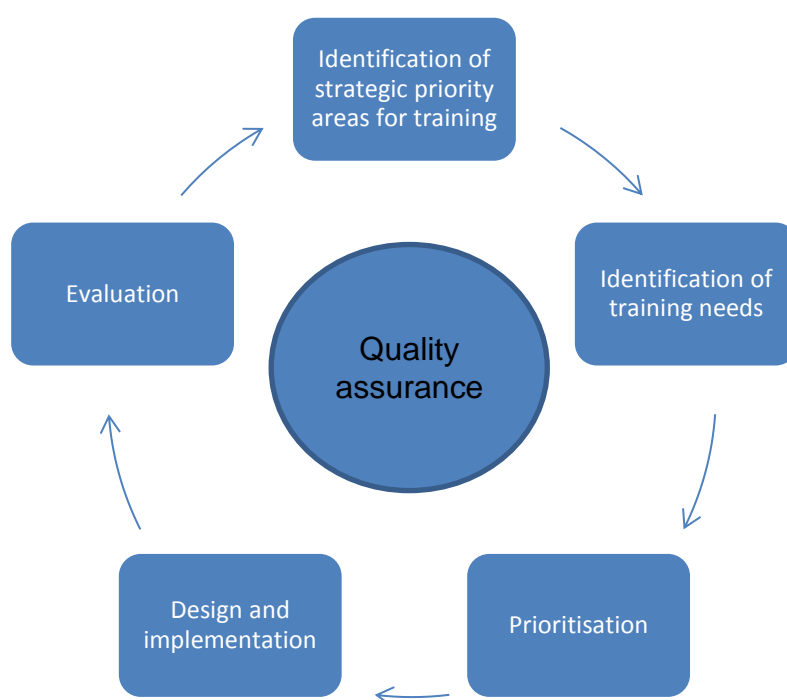 Identification of
strategic priority
areas for training
Identification of
training needs
Prioritisation
Design and
implementation
Evaluation
Quality
assurance